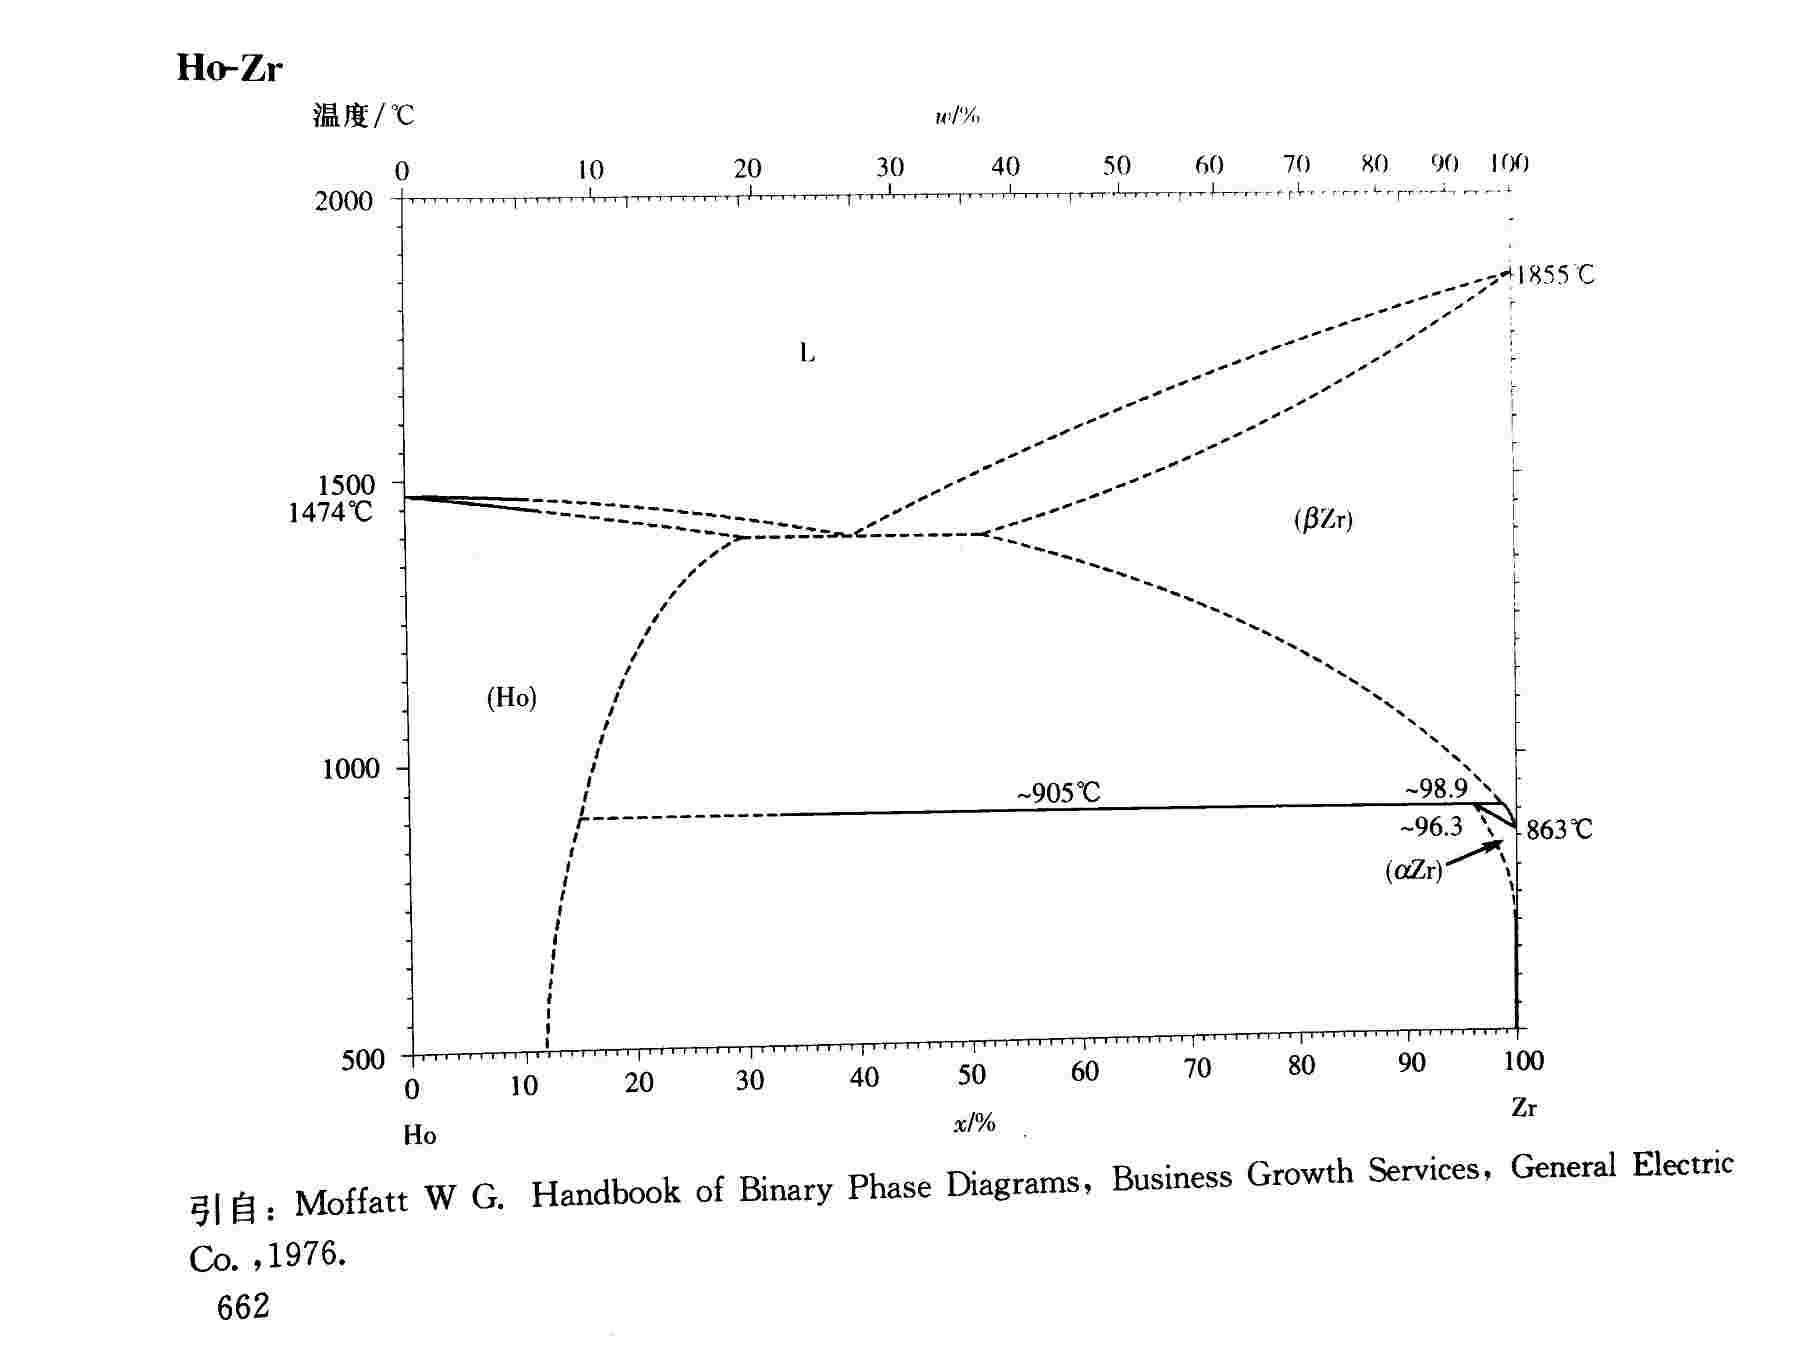 Ho-Zr
温度/℃
w/%
0 10 20 30 40 50 60 70 80 90 100
2000
1855℃
L
1500
1474℃
(βZr)
(Ho)
1000
~905℃
~98.9
~96.3
863℃
(αZr)
500
0 10 20 30 40 50 60 70 80 90 100
Ho
x/%
Zr
引自: Moffatt W G. Handbook of Binary Phase Diagrams, Business Growth Services, General Electric
Co. ,1976.
662